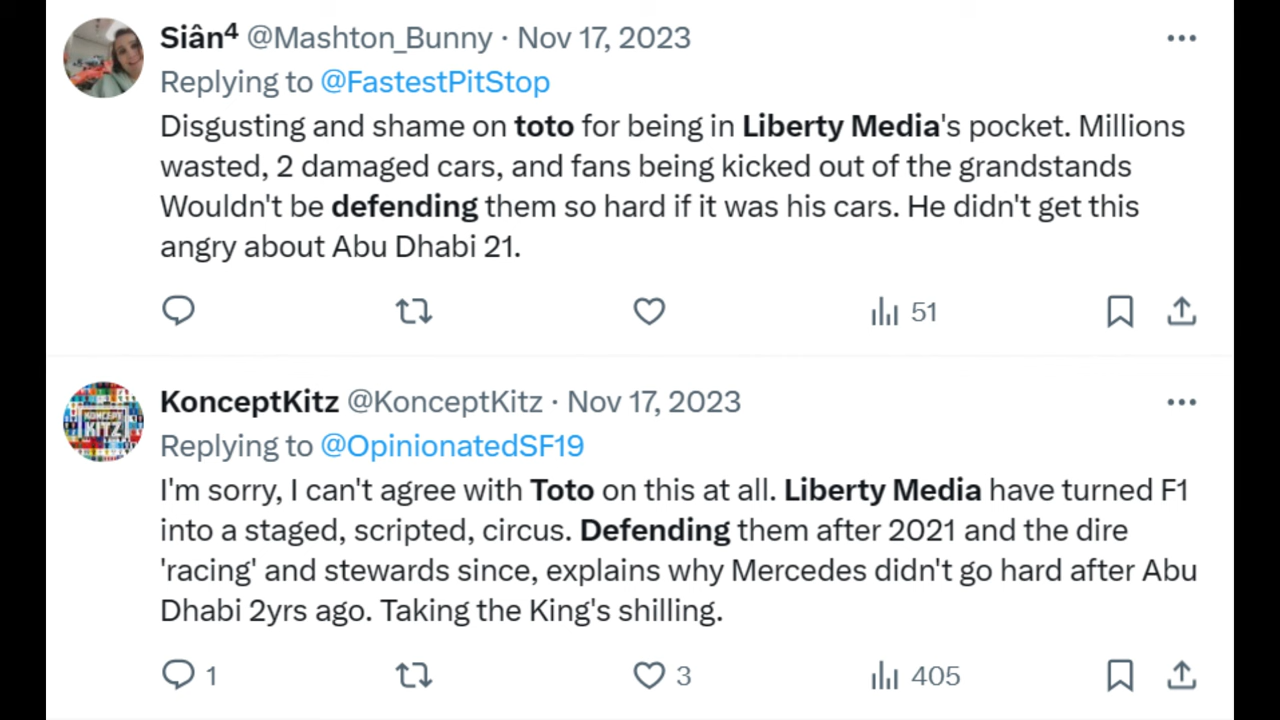 Siân⁴ @Mashton_Bunny · Nov 17, 2023
Replying to @FastestPitStop
Disgusting and shame on toto for being in Liberty Media's pocket. Millions
wasted, 2 damaged cars, and fans being kicked out of the grandstands
Wouldn't be defending them so hard if it was his cars. He didn't get this
angry about Abu Dhabi 21.
51
KONCEPT
KITZ
KonceptKitz @KonceptKitz · Nov 17, 2023
Replying to @OpinionatedSF19
I'm sorry, I can't agree with Toto on this at all. Liberty Media have turned F1
into a staged, scripted, circus. Defending them after 2021 and the dire
'racing' and stewards since, explains why Mercedes didn't go hard after Abu
Dhabi 2yrs ago. Taking the King's shilling.
1 3 405